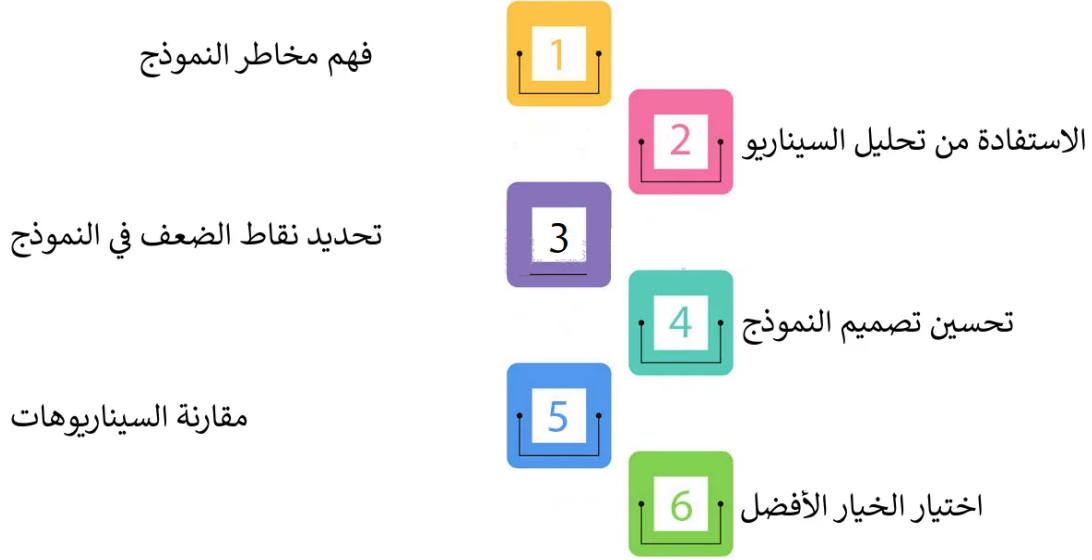 فهم مخاطر النموذج
1
2
الاستفادة من تحليل السيناريو
تحديد نقاط الضعف في النموذج
3
4
تحسين تصميم النموذج
مقارنة السيناريوهات
5
6
اختيار الخيار الأفضل